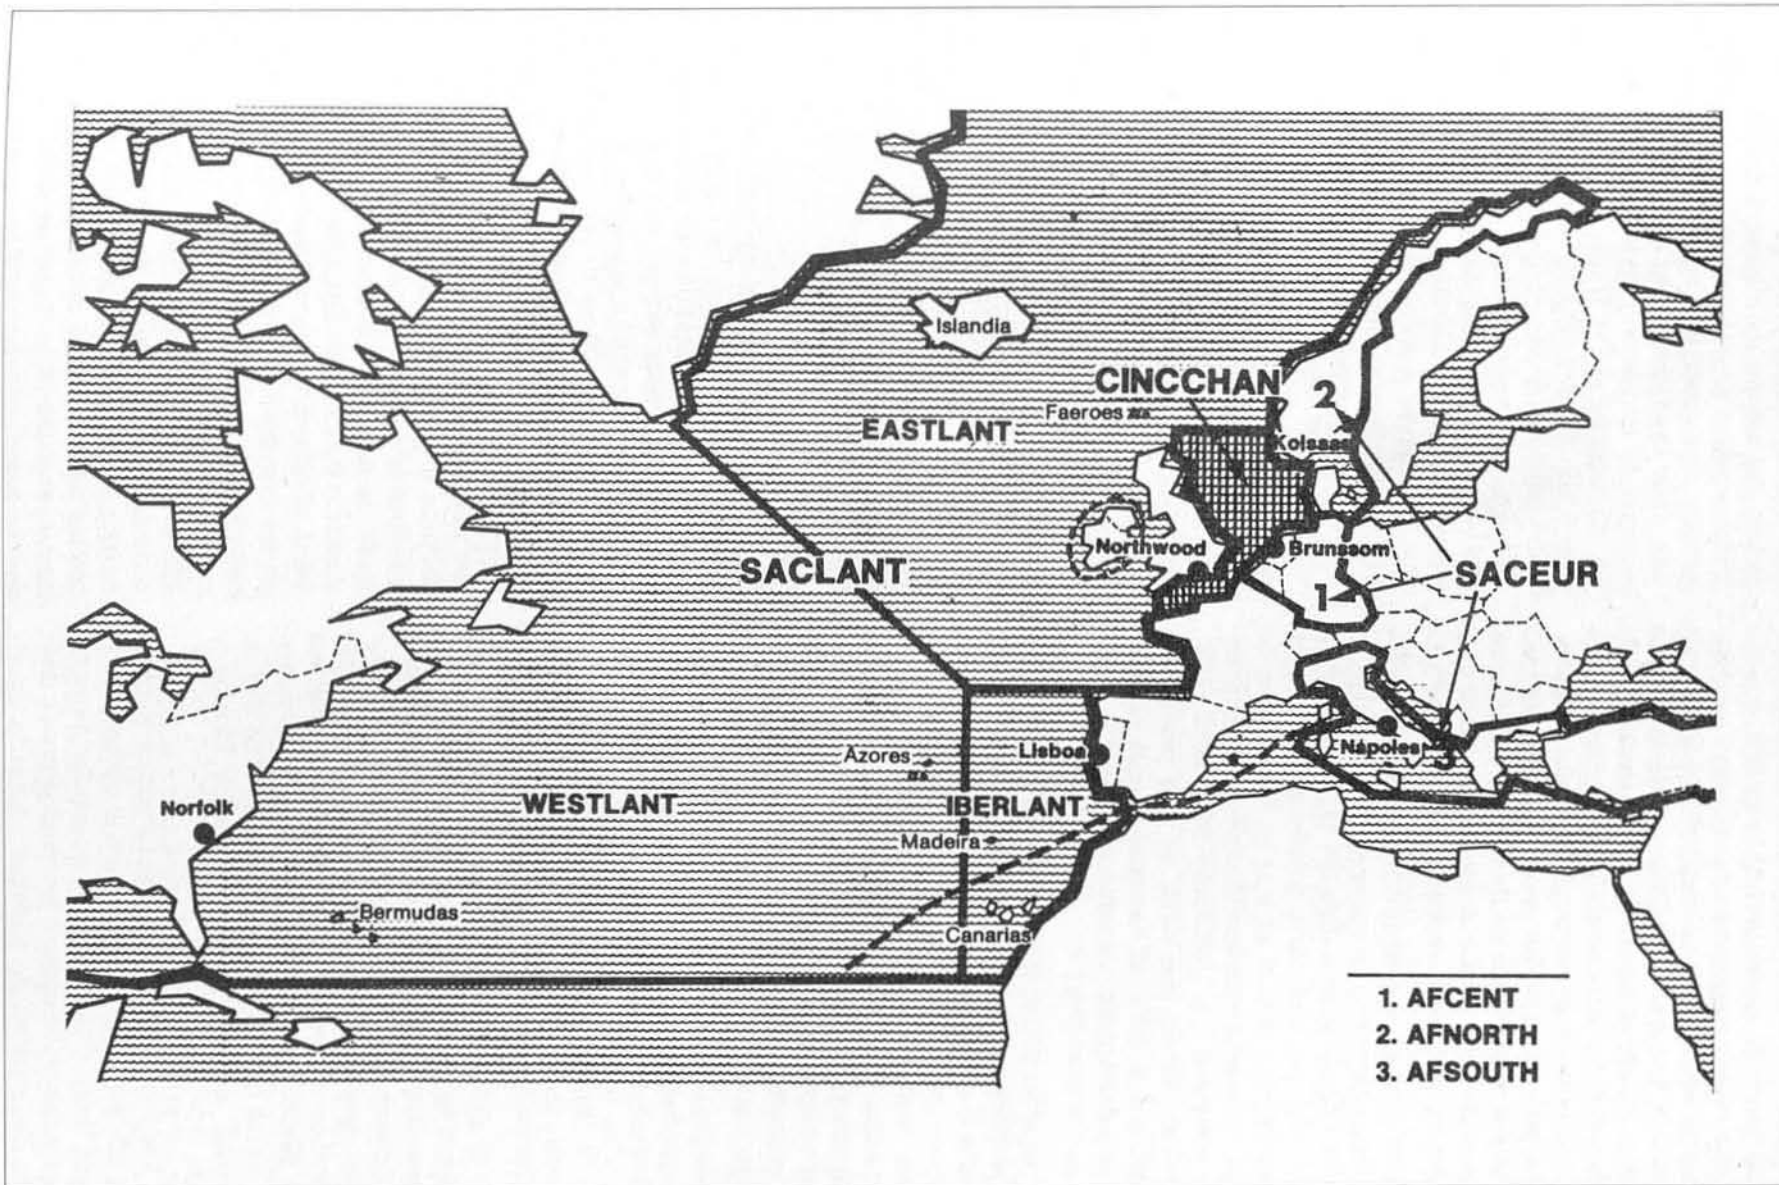 Islandia
CINCCHAN
2
Faeroes
EASTLANT
Kolsaas
Northwood
Brunssom
SACLANT
1
SACEUR
Azores
Lisboa
Nápoles
3
WESTLANT
IBERLANT
Norfolk
Madeira
Bermudas
Canarias
1. AFCENT
2. AFNORTH
3. AFSOUTH